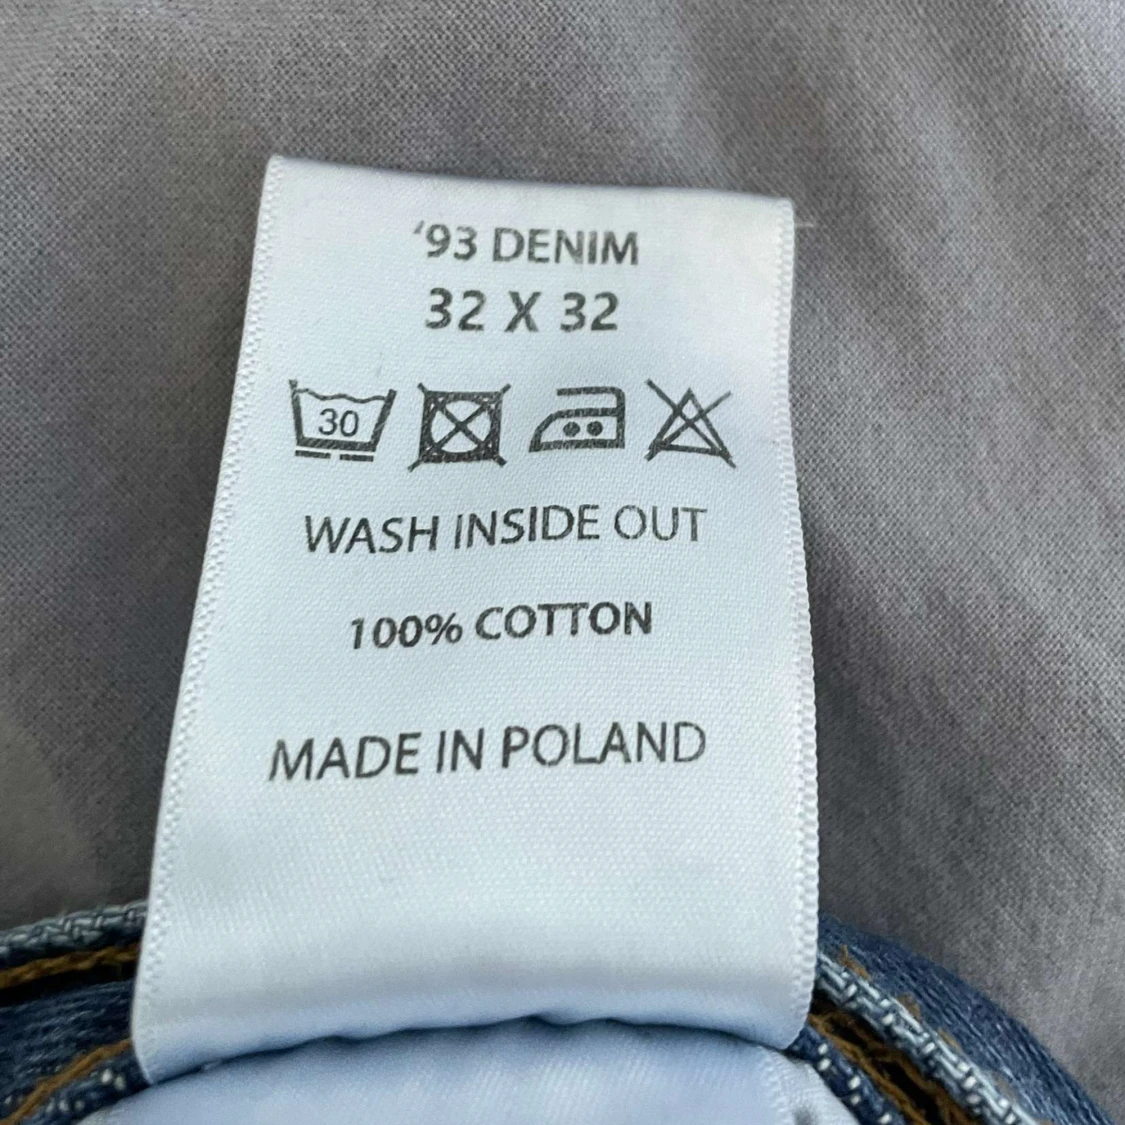 ‘93 DENIM
32 X 32
30
WASH INSIDE OUT
100% COTTON
MADE IN POLAND